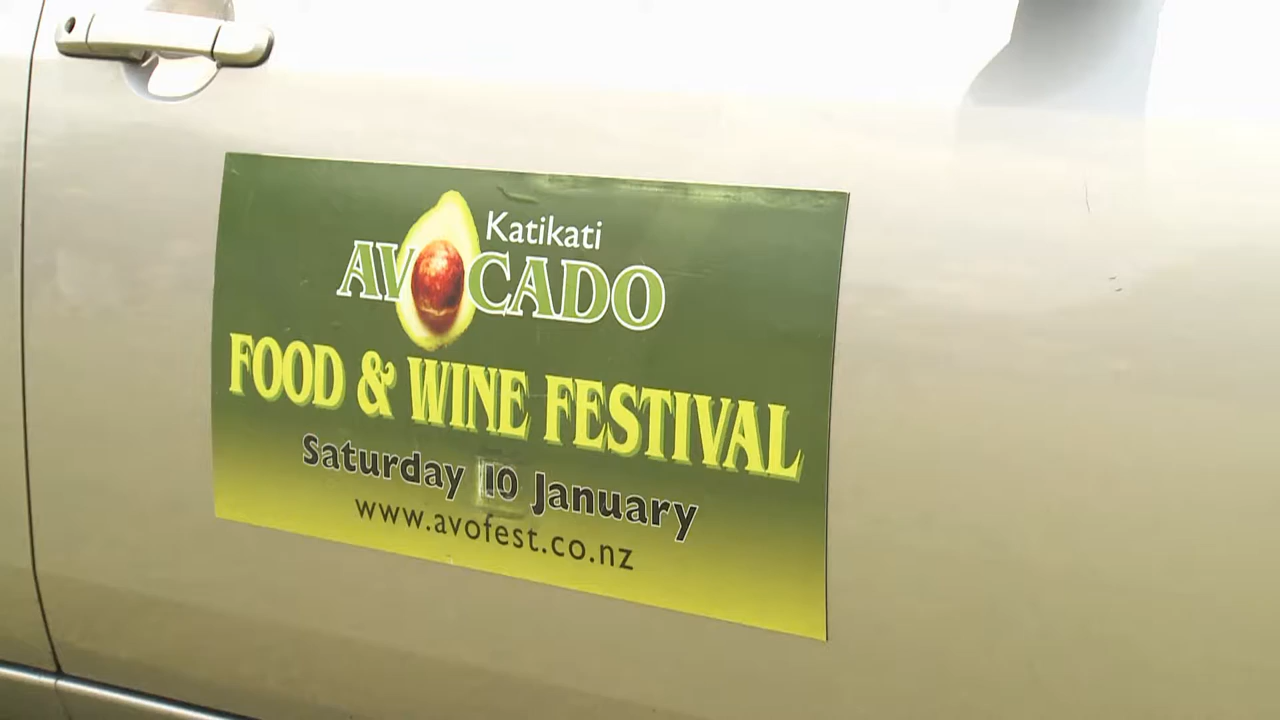 Katikati
AVOCADO
FOOD & WINE FESTIVAL
Saturday 10 January
www.avofest.co.nz